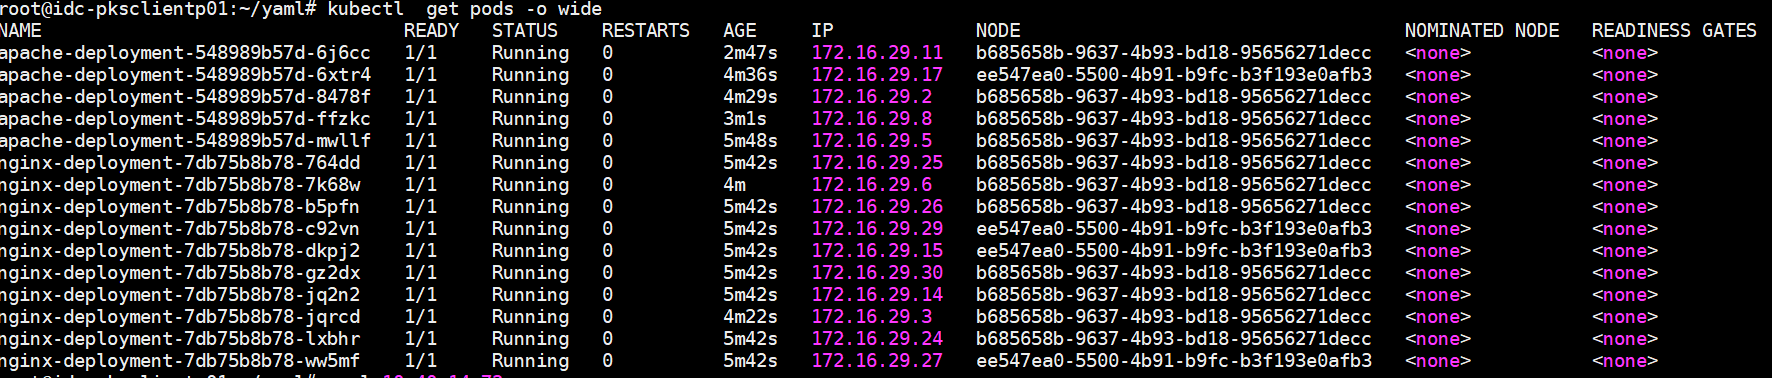 root@idc-pksclientp01:~/yaml# kubectl  get pods -o wide
NAME                                 READY   STATUS    RESTARTS   AGE     IP             NODE                                   NOMINATED NODE   READINESS GATES
apache-deployment-548989b57d-6j6cc   1/1     Running   0          2m47s   172.16.29.11   b685658b-9637-4b93-bd18-95656271decc   <none>           <none>
apache-deployment-548989b57d-6xtr4   1/1     Running   0          4m36s   172.16.29.17   ee547ea0-5500-4b91-b9fc-b3f193e0afb3   <none>           <none>
apache-deployment-548989b57d-8478f   1/1     Running   0          4m29s   172.16.29.2    b685658b-9637-4b93-bd18-95656271decc   <none>           <none>
apache-deployment-548989b57d-ffzkc   1/1     Running   0          3m1s    172.16.29.8    b685658b-9637-4b93-bd18-95656271decc   <none>           <none>
apache-deployment-548989b57d-mwllf   1/1     Running   0          5m48s   172.16.29.5    b685658b-9637-4b93-bd18-95656271decc   <none>           <none>
nginx-deployment-7db75b8b78-764dd    1/1     Running   0          5m42s   172.16.29.25   b685658b-9637-4b93-bd18-95656271decc   <none>           <none>
nginx-deployment-7db75b8b78-7k68w    1/1     Running   0          4m      172.16.29.6    b685658b-9637-4b93-bd18-95656271decc   <none>           <none>
nginx-deployment-7db75b8b78-b5pfn    1/1     Running   0          5m42s   172.16.29.26   b685658b-9637-4b93-bd18-95656271decc   <none>           <none>
nginx-deployment-7db75b8b78-c92vn    1/1     Running   0          5m42s   172.16.29.29   ee547ea0-5500-4b91-b9fc-b3f193e0afb3   <none>           <none>
nginx-deployment-7db75b8b78-dkpj2    1/1     Running   0          5m42s   172.16.29.15   ee547ea0-5500-4b91-b9fc-b3f193e0afb3   <none>           <none>
nginx-deployment-7db75b8b78-gz2dx    1/1     Running   0          5m42s   172.16.29.30   b685658b-9637-4b93-bd18-95656271decc   <none>           <none>
nginx-deployment-7db75b8b78-jq2n2    1/1     Running   0          5m42s   172.16.29.14   b685658b-9637-4b93-bd18-95656271decc   <none>           <none>
nginx-deployment-7db75b8b78-jqrcd    1/1     Running   0          4m22s   172.16.29.3    b685658b-9637-4b93-bd18-95656271decc   <none>           <none>
nginx-deployment-7db75b8b78-lxbhr    1/1     Running   0          5m42s   172.16.29.24   b685658b-9637-4b93-bd18-95656271decc   <none>           <none>
nginx-deployment-7db75b8b78-ww5mf    1/1     Running   0          5m42s   172.16.29.27   ee547ea0-5500-4b91-b9fc-b3f193e0afb3   <none>           <none>